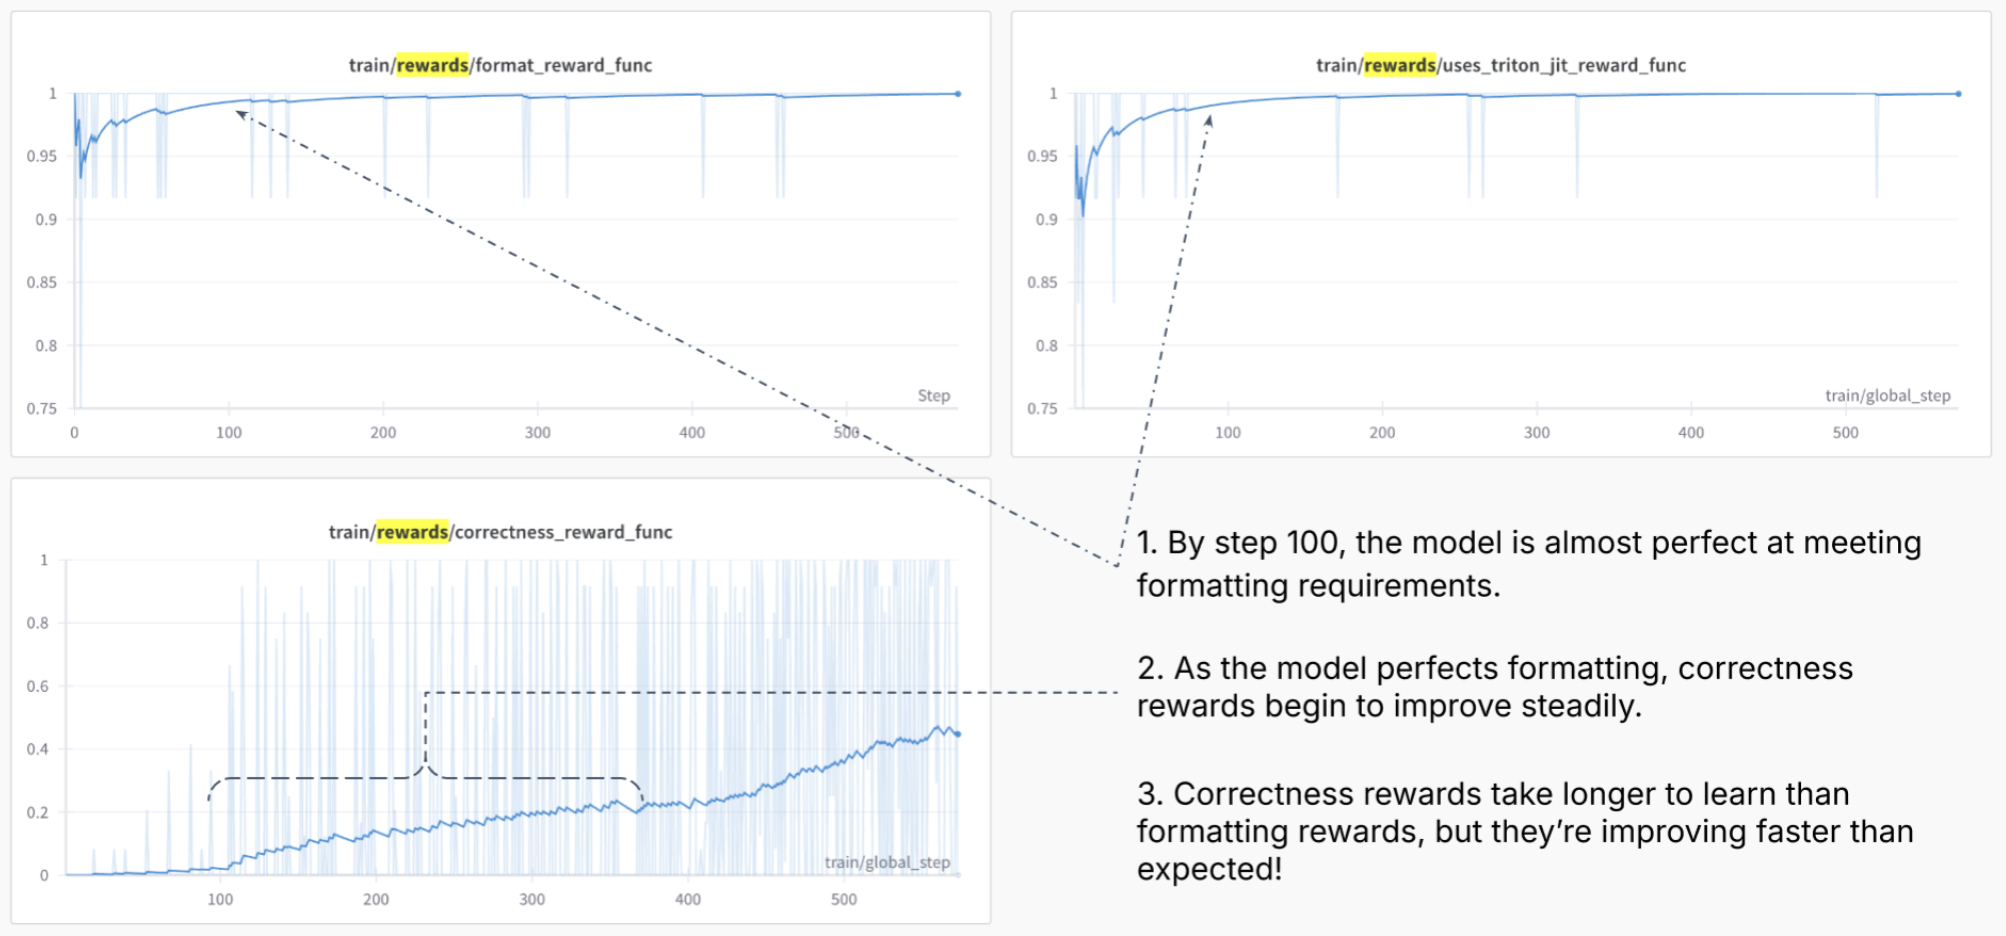 train/rewards/format_reward_func
1
0.95
0.9
0.85
0.8
0.75
Step
0 100 200 300 400 500
train/rewards/uses_triton_jit_reward_func
1
0.95
0.9
0.85
0.8
0.75
train/global_step
100 200 300 400 500
train/rewards/correctness_reward_func
1
0.8
0.6
0.4
0.2
0
train/global_step
100 200 300 400 500
1. By step 100, the model is almost perfect at meeting
formatting requirements.
2. As the model perfects formatting, correctness
rewards begin to improve steadily.
3. Correctness rewards take longer to learn than
formatting rewards, but they’re improving faster than
expected!